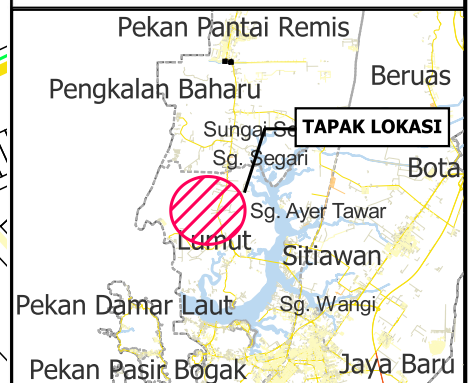 Pekan Pantai Remis
Beruas
Pengkalan Baharu
Sungai
TAPAK LOKASI
Sg. Segari
Bota
Sg. Ayer Tawar
Lumut
Sitiawan
Pekan Damar Laut
Sg. Wangi
Pekan Pasir Bogak
Jaya Baru